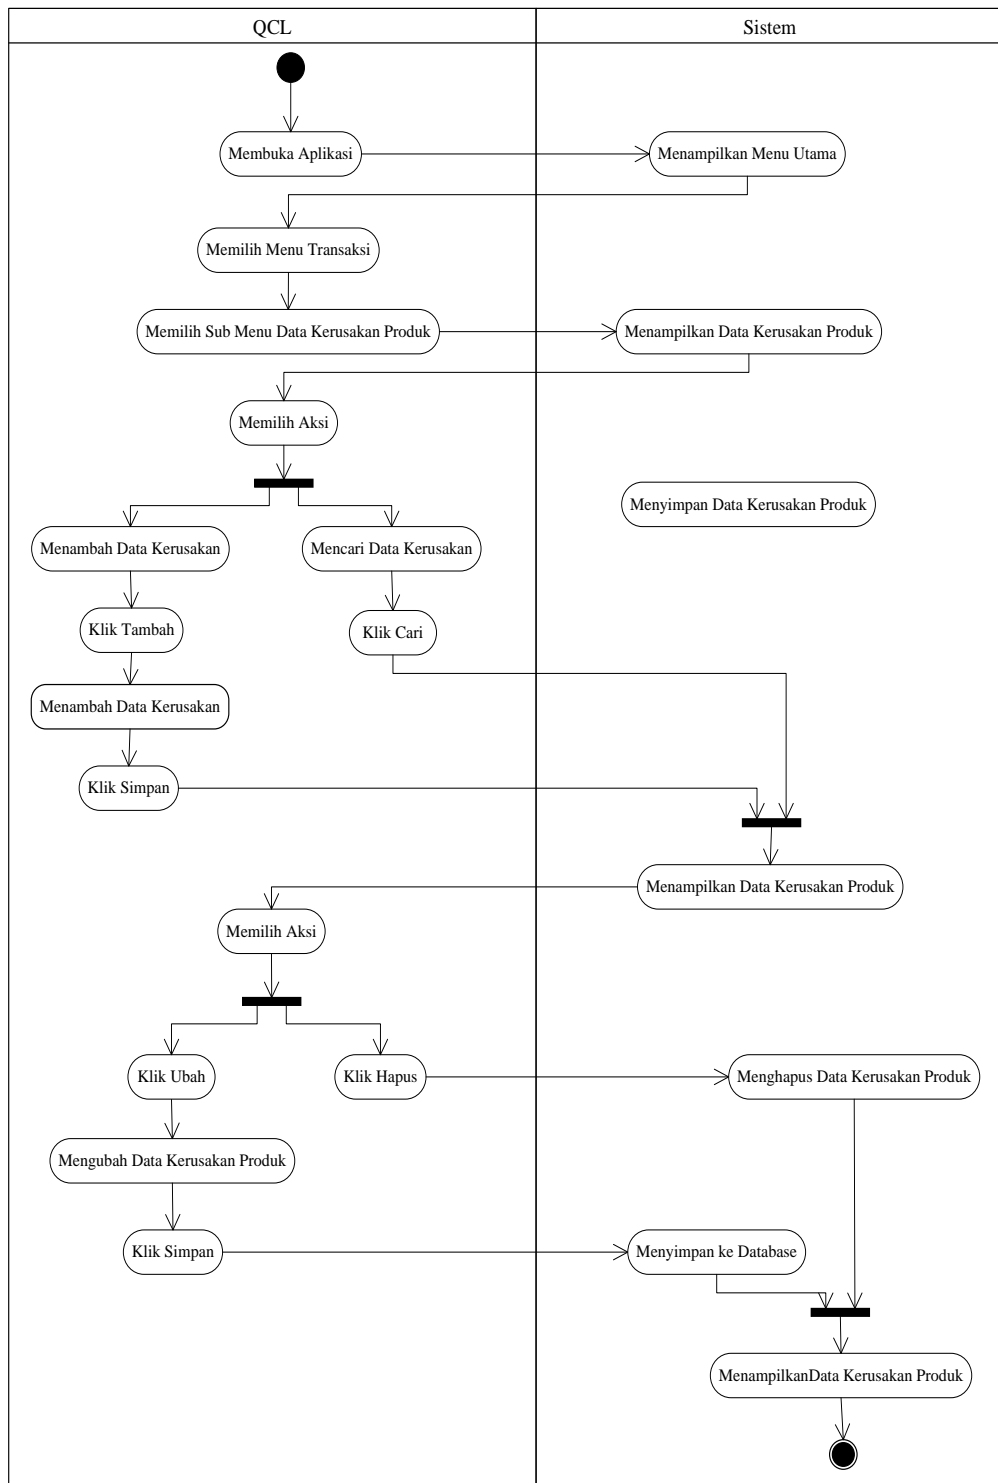 QCL
Sistem
Membuka Aplikasi
Menampilkan Menu Utama
Memilih Menu Transaksi
Memilih Sub Menu Data Kerusakan Produk
Menampilkan Data Kerusakan Produk
Memilih Aksi
Menyimpan Data Kerusakan Produk
Menambah Data Kerusakan
Mencari Data Kerusakan
Klik Tambah
Klik Cari
Menambah Data Kerusakan
Klik Simpan
Menampilkan Data Kerusakan Produk
Memilih Aksi
Klik Ubah
Klik Hapus
Menghapus Data Kerusakan Produk
Mengubah Data Kerusakan Produk
Klik Simpan
Menyimpan ke Database
MenampilkanData Kerusakan Produk